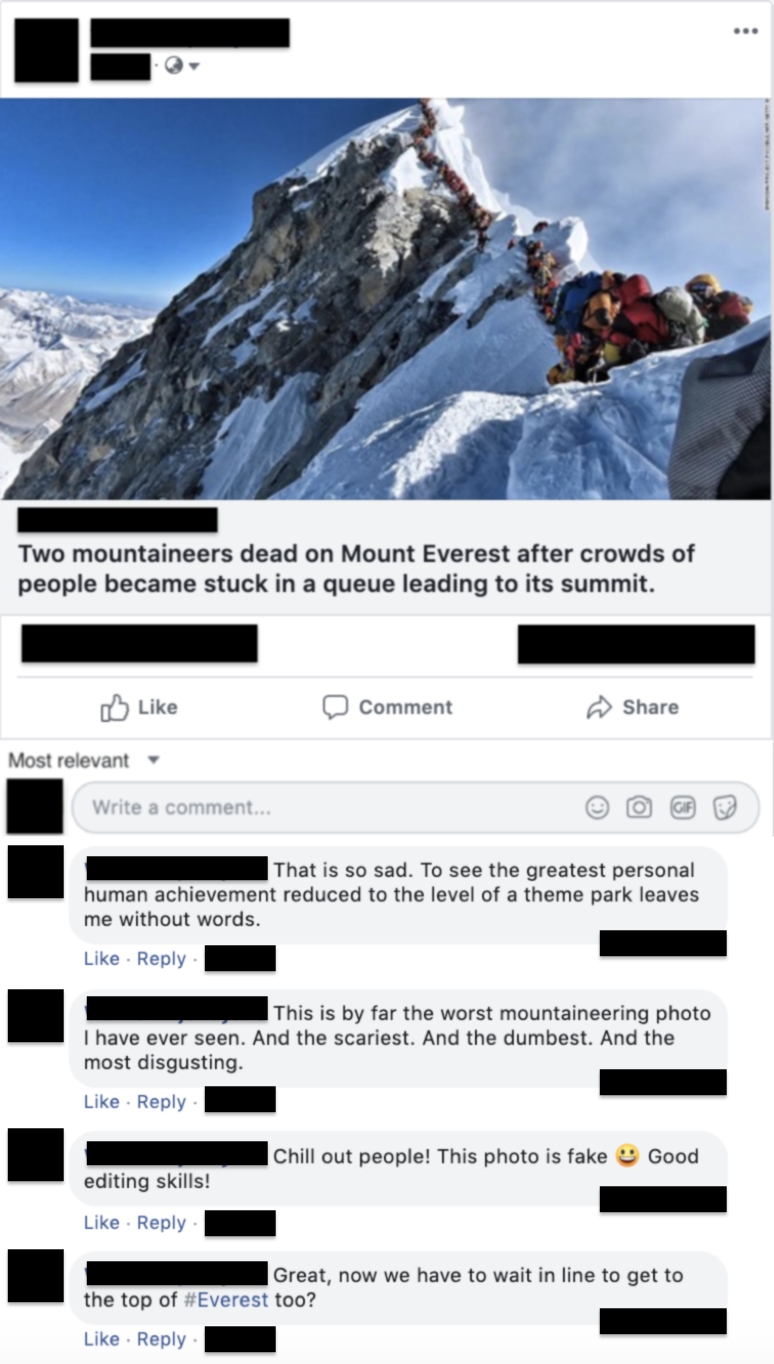 Two mountaineers dead on Mount Everest after crowds of
people became stuck in a queue leading to its summit.
Like
Comment
Share
Most relevant
Write a comment...
GIF
That is so sad. To see the greatest personal
human achievement reduced to the level of a theme park leaves
me without words.
Like · Reply ·
This is by far the worst mountaineering photo
I have ever seen. And the scariest. And the dumbest. And the
most disgusting.
Like · Reply ·
Chill out people! This photo is fake 😀 Good
editing skills!
Like · Reply ·
Great, now we have to wait in line to get to
the top of #Everest too?
Like · Reply ·